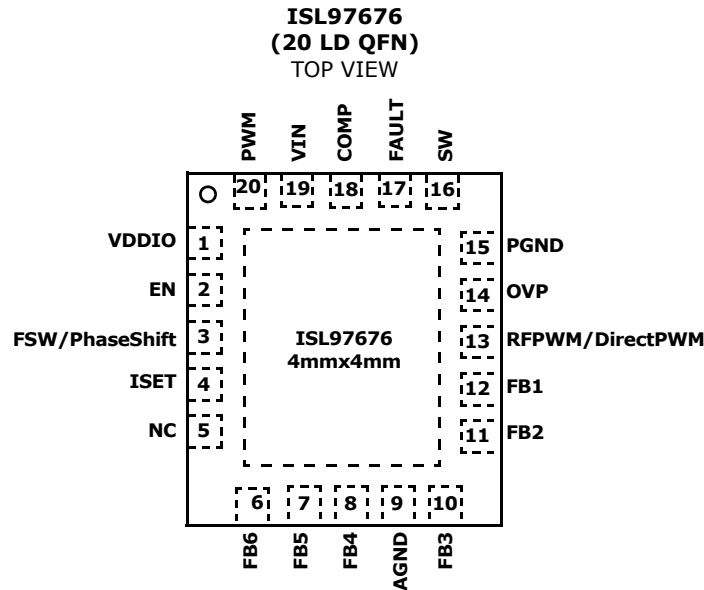 ISL97676
(20 LD QFN)
TOP VIEW
PWM
VIN
COMP
FAULT
SW
20
19
18
17
16
VDDIO 1
EN 2
FSW/PhaseShift 3
ISET 4
NC 5
ISL97676
4mmx4mm
15 PGND
14 OVP
13 RFPWM/DirectPWM
12 FB1
11 FB2
6
7
8
9
10
FB6
FB5
FB4
AGND
FB3